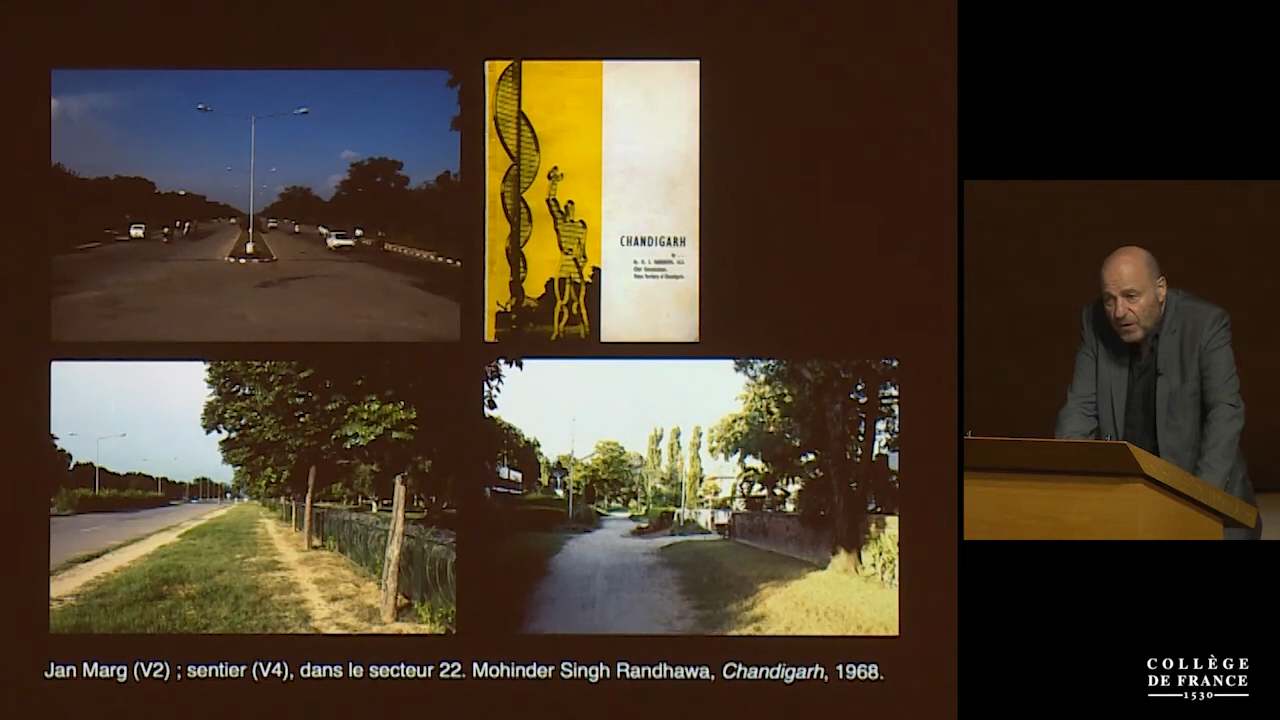 CHANDIGARH
Jan Marg (V2) ; sentier (V4), dans le secteur 22. Mohinder Singh Randhawa, Chandigarh, 1968.
COLLÈGE
DE FRANCE
1530